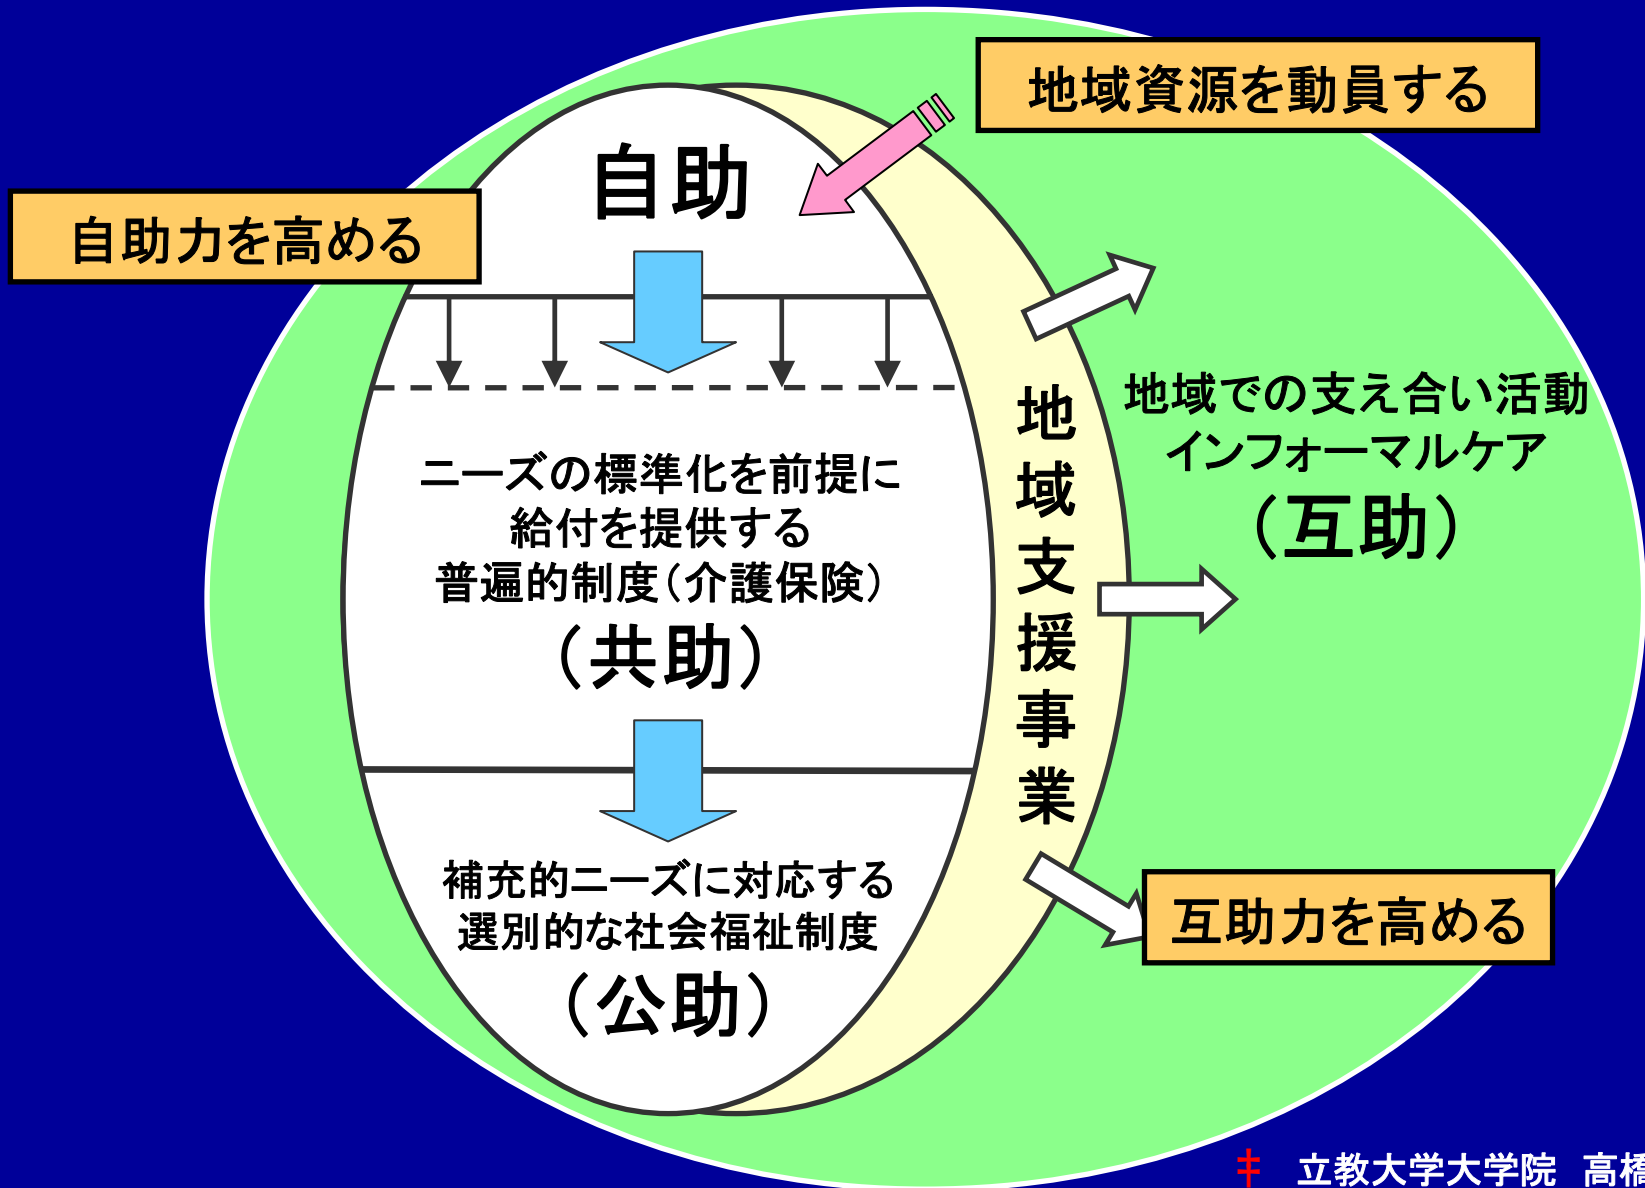 地域資源を動員する
自助
自助力を高める
地域での支え合い活動
インフォーマルケア
（互助）
地域支援事業
ニーズの標準化を前提に
給付を提供する
普遍的制度（介護保険）
（共助）
補充的ニーズに対応する
選別的な社会福祉制度
（公助）
互助力を高める
立教大学大学院　高橋